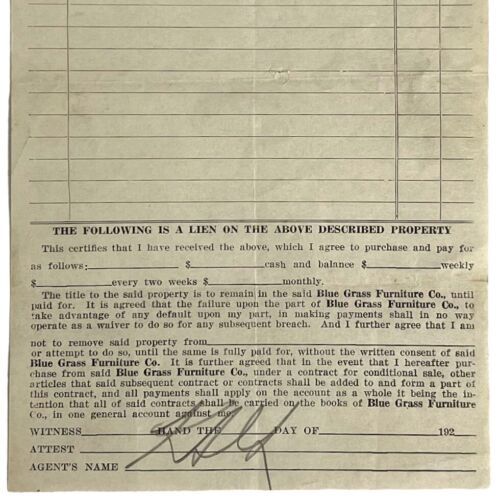 THE FOLLOWING IS A LIEN ON THE ABOVE DESCRIBED PROPERTY
This certifies that I have received the above, which I agree to purchase and pay for
as follows: $ cash and balance $ weekly
$ every two weeks $ monthly.
The title to the said property is to remain in the said Blue Grass Furniture Co., until
paid for. It is agreed that the failure upon the part of Blue Grass Furniture Co., to
take advantage of any default upon my part, in making payments shall in no way
operate as a waiver to do so for any subsequent breach. And I further agree that I am
not to remove said property from
or attempt to do so, until the same is fully paid for, without the written consent of said
Blue Grass Furniture Co. It is further agreed that in the event that I hereafter pur-
chase from said Blue Grass Furniture Co., under a contract for conditional sale, other
articles that said subsequent contract or contracts shall be added to and form a part of
this contract, and all payments shall apply on the account as a whole it being the in-
tention that all of said contracts shall be carried on the books of Blue Grass Furniture
Co., in one general account against me.
WITNESS HAND THE DAY OF 192
ATTEST
AGENT'S NAME